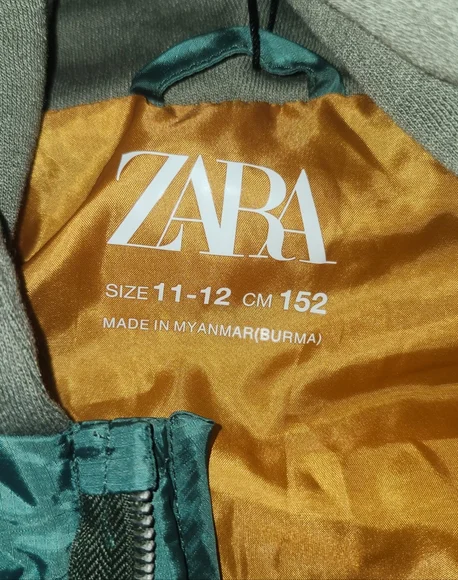 ZARA
SIZE 11-12 CM 152
MADE IN MYANMAR(BURMA)